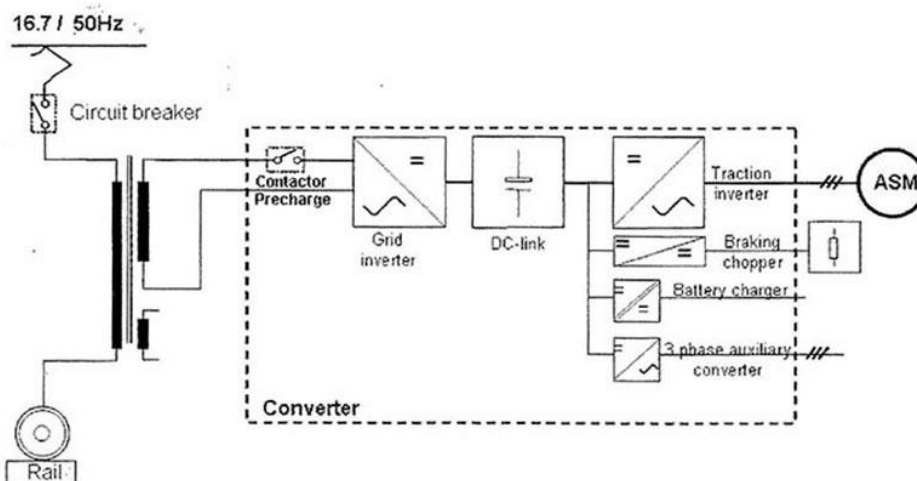 16.7 / 50Hz
Circuit breaker
Contactor
Precharge
Grid
inverter
DC-link
Traction
inverter
ASM
Braking
chopper
Battery charger
3 phase auxiliary
converter
Converter
Rail